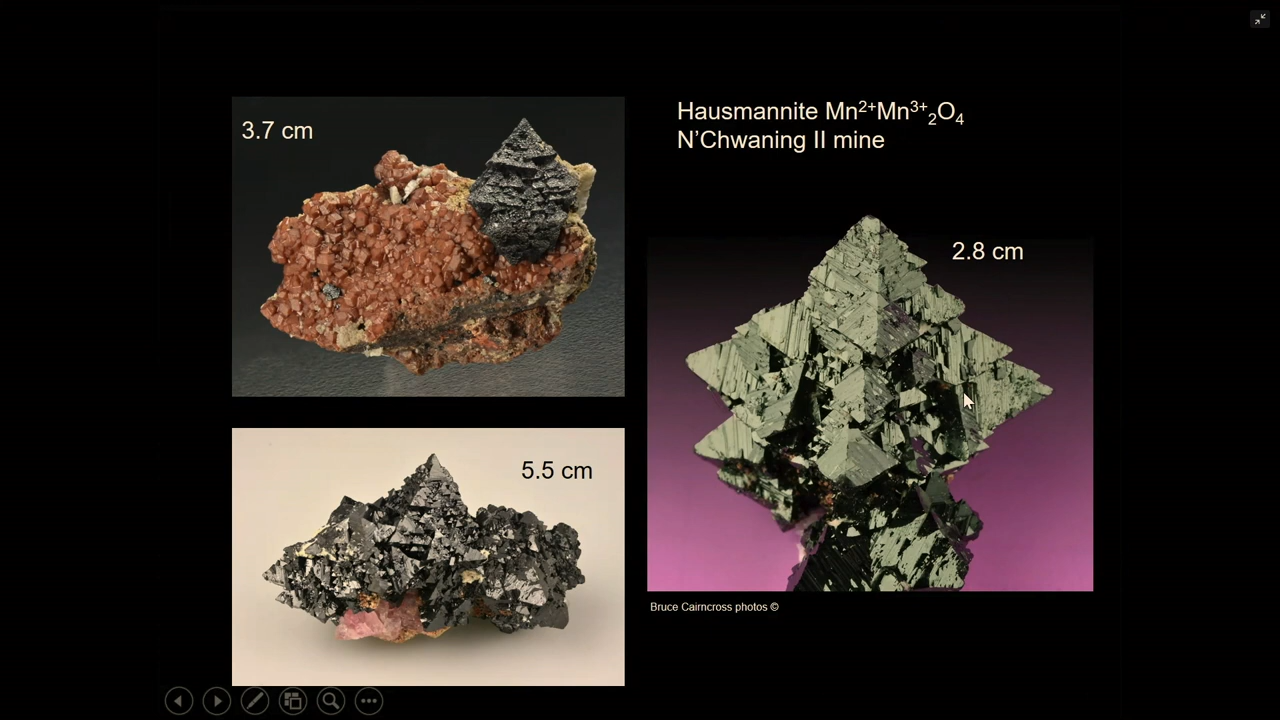 3.7 cm
Hausmannite Mn²⁺Mn³⁺₂O₄
N’Chwaning II mine
2.8 cm
5.5 cm
Bruce Cairncross photos ©